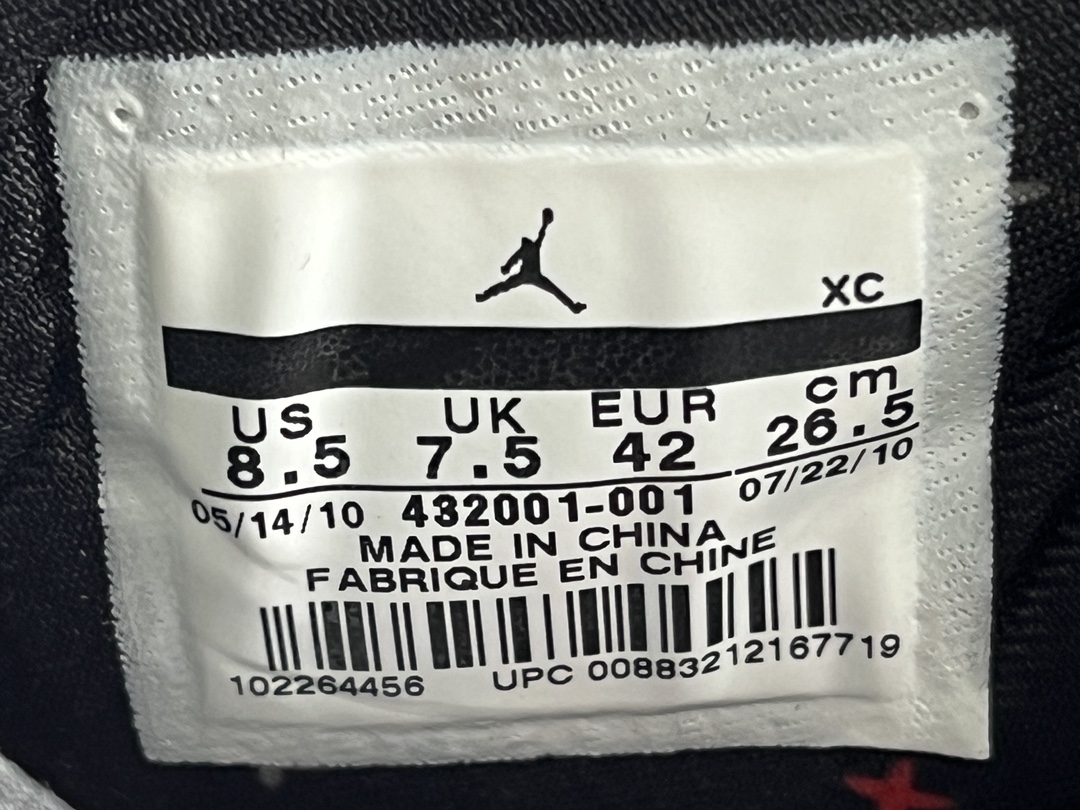 XC
US UK EUR cm
8.5 7.5 42 26.5
05/14/10 432001-001 07/22/10
MADE IN CHINA
FABRIQUE EN CHINE
102264456 UPC 00883212167719